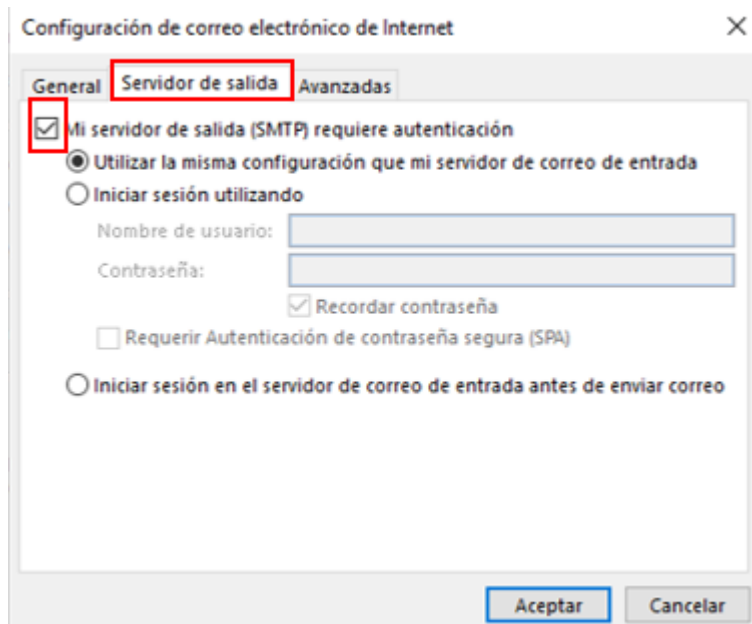 Configuración de correo electrónico de Internet
General Servidor de salida Avanzadas
Mi servidor de salida (SMTP) requiere autenticación
Utilizar la misma configuración que mi servidor de correo de entrada
Iniciar sesión utilizando
Nombre de usuario:
Contraseña:
Recordar contraseña
Requerir Autenticación de contraseña segura (SPA)
Iniciar sesión en el servidor de correo de entrada antes de enviar correo
Aceptar Cancelar